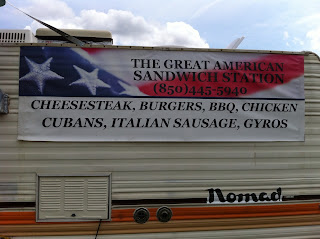 THE GREAT AMERICAN
SANDWICH STATION
(850)445-5940
CHEESESTEAK, BURGERS, BBQ, CHICKEN
CUBANS, ITALIAN SAUSAGE, GYROS
Nomad